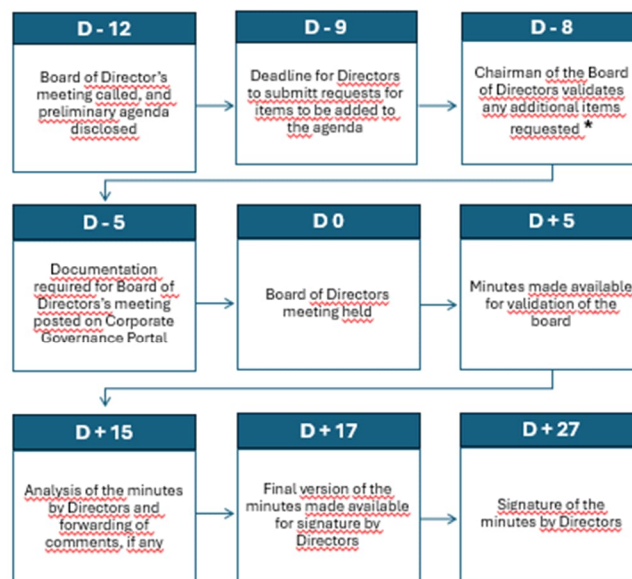 D - 12
Board of Director's
meeting called, and
preliminary agenda
disclosed
D - 9
Deadline for Directors
to submitt requests for
items to be added to
the agenda
D - 8
Chairman of the Board
of Directors validates
any additional items
requested *
D - 5
Documentation
required for Board of
Directors's meeting
posted on Corporate
Governance Portal
D 0
Board of Directors
meeting held
D + 5
Minutes made available
for validation of the
board
D + 15
Analysis of the minutes
by Directors and
forwarding of
comments, if any
D + 17
Final version of the
minutes made available
for signature by
Directors
D + 27
Signature of the
minutes by Directors